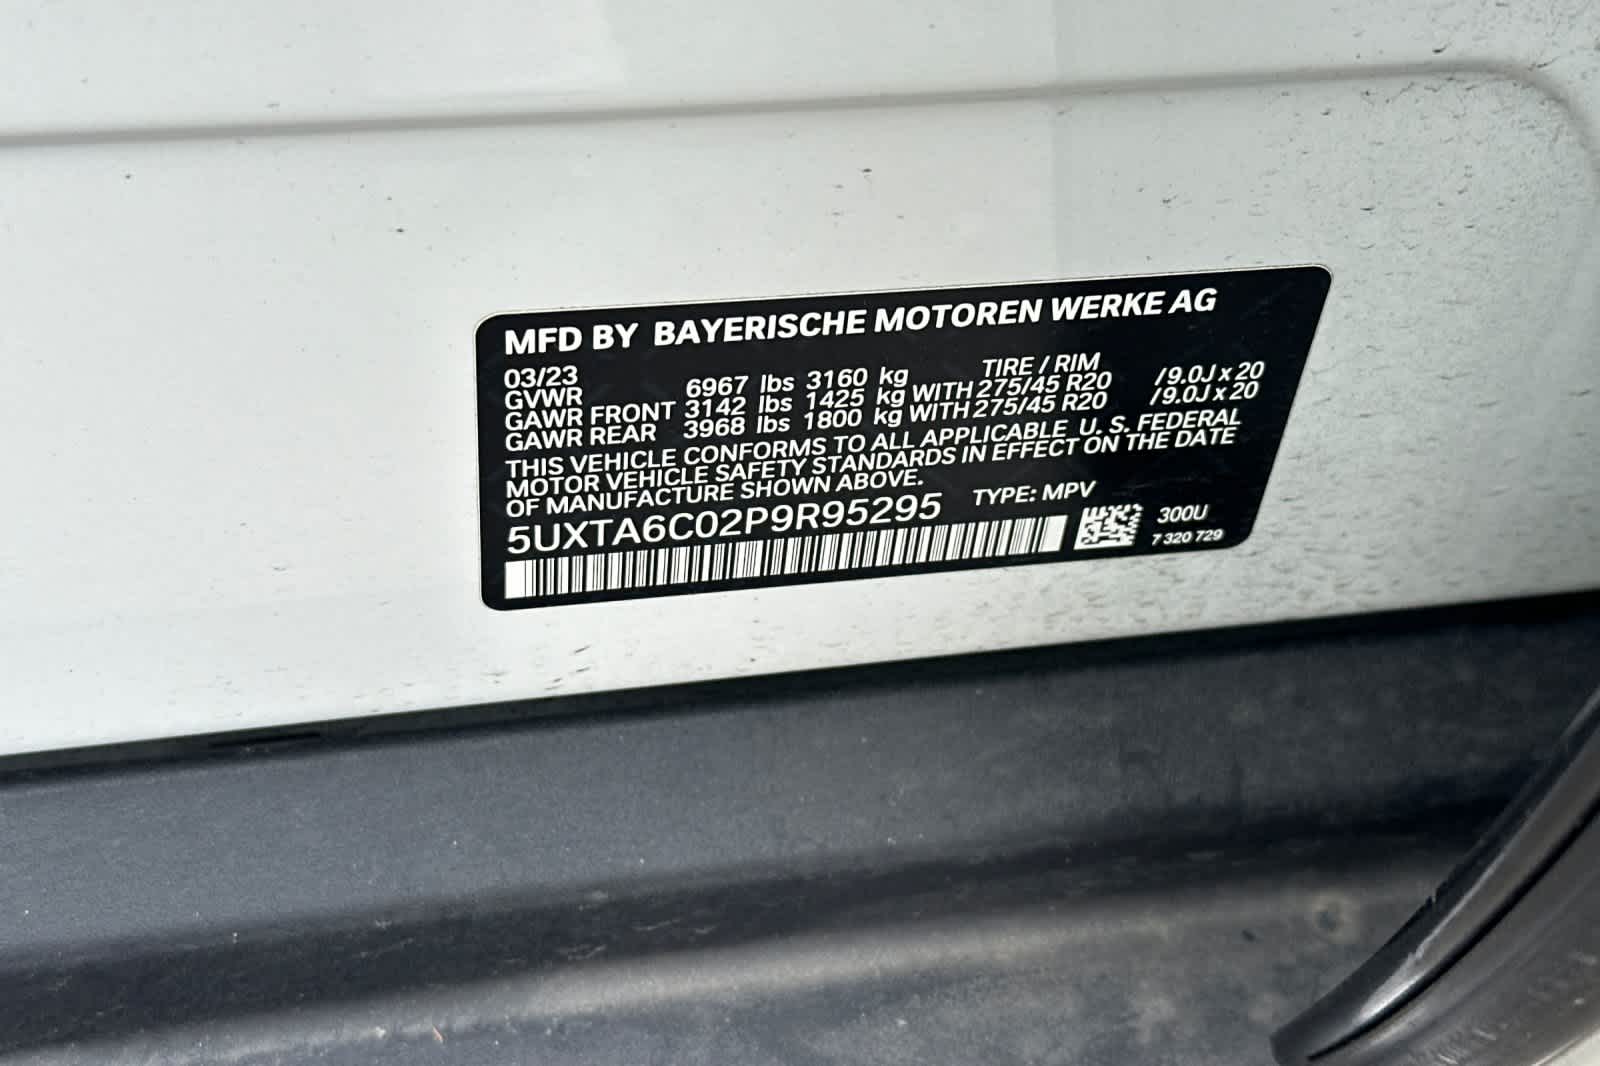 MFD BY BAYERISCHE MOTOREN WERKE AG
03/23 TIRE / RIM
GVWR 6967 lbs 3160 kg
GAWR FRONT 3142 lbs 1425 kg WITH 275/45 R20 /9.0J x 20
GAWR REAR 3968 lbs 1800 kg WITH 275/45 R20 /9.0J x 20
THIS VEHICLE CONFORMS TO ALL APPLICABLE U. S. FEDERAL
MOTOR VEHICLE SAFETY STANDARDS IN EFFECT ON THE DATE
OF MANUFACTURE SHOWN ABOVE.
5UXTA6C02P9R95295 TYPE: MPV
300U
7 320 729